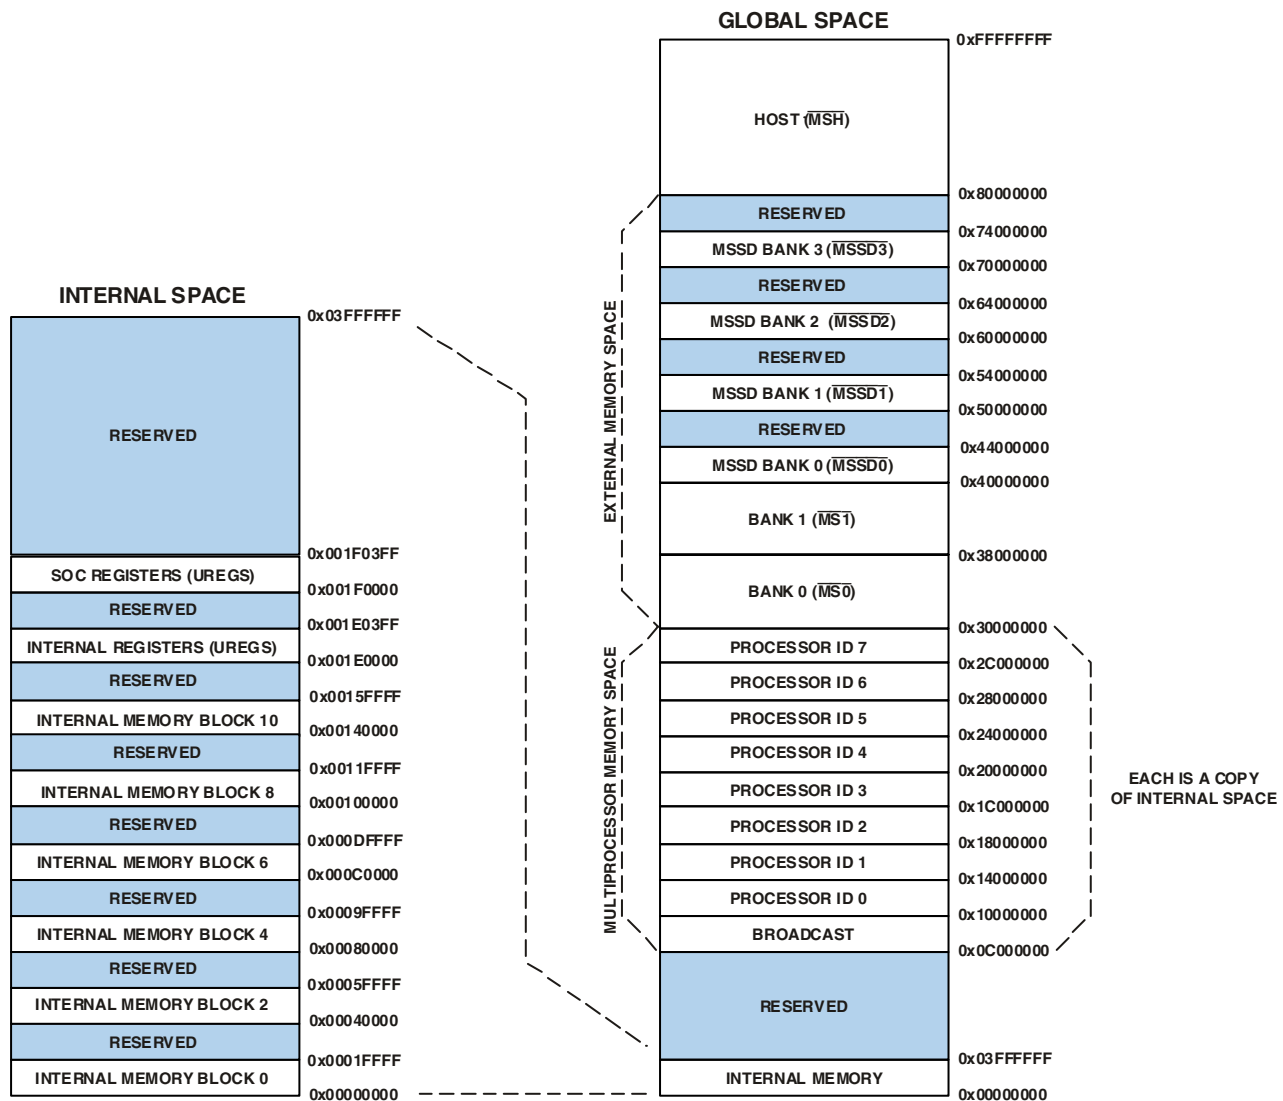 GLOBAL SPACE
0xFFFFFFFF
HOST (MSH)
0x80000000
RESERVED
0x74000000
MSSD BANK 3 (MSSD3)
0x70000000
RESERVED
0x64000000
MSSD BANK 2 (MSSD2)
0x60000000
RESERVED
0x54000000
MSSD BANK 1 (MSSD1)
0x50000000
RESERVED
0x44000000
MSSD BANK 0 (MSSD0)
0x40000000
BANK 1 (MS1)
0x38000000
BANK 0 (MS0)
0x30000000
PROCESSOR ID 7
0x2C000000
PROCESSOR ID 6
0x28000000
PROCESSOR ID 5
0x24000000
PROCESSOR ID 4
0x20000000
PROCESSOR ID 3
0x1C000000
PROCESSOR ID 2
0x18000000
PROCESSOR ID 1
0x14000000
PROCESSOR ID 0
0x10000000
BROADCAST
0x0C000000
RESERVED
0x03FFFFFF
INTERNAL MEMORY
0x00000000
EXTERNAL MEMORY SPACE
MULTIPROCESSOR MEMORY SPACE
EACH IS A COPY
OF INTERNAL SPACE
INTERNAL SPACE
0x03FFFFFF
RESERVED
0x001F03FF
SOC REGISTERS (UREGS)
0x001F0000
RESERVED
0x001E03FF
INTERNAL REGISTERS (UREGS)
0x001E0000
RESERVED
0x0015FFFF
INTERNAL MEMORY BLOCK 10
0x00140000
RESERVED
0x0011FFFF
INTERNAL MEMORY BLOCK 8
0x00100000
RESERVED
0x000DFFFF
INTERNAL MEMORY BLOCK 6
0x000C0000
RESERVED
0x0009FFFF
INTERNAL MEMORY BLOCK 4
0x00080000
RESERVED
0x0005FFFF
INTERNAL MEMORY BLOCK 2
0x00040000
RESERVED
0x0001FFFF
INTERNAL MEMORY BLOCK 0
0x00000000